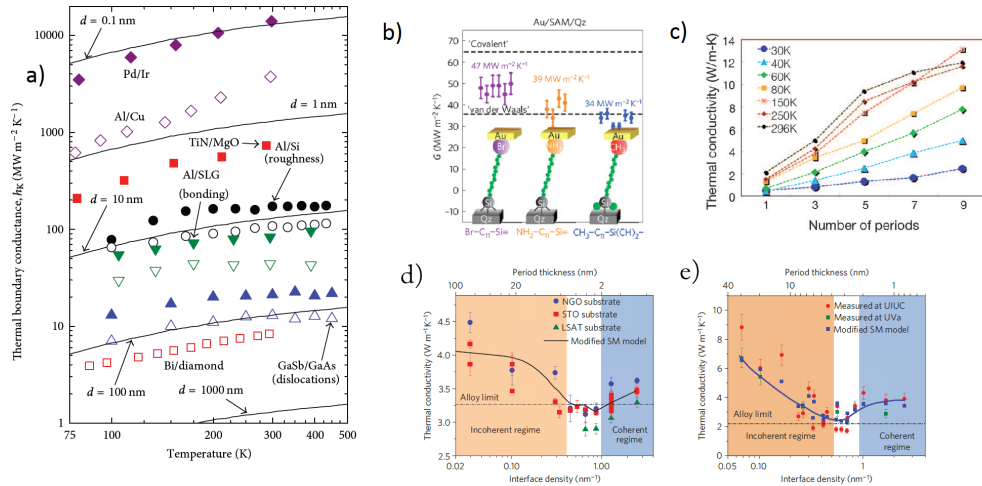 a)
Thermal boundary conductance, hK (MW m⁻² K⁻¹)
10000
1000
100
10
1
75
100
200
300
400
500
Temperature (K)
d = 0.1 nm
Pd/Ir
d = 1 nm
Al/Cu
TiN/MgO
Al/Si
(roughness)
Al/SLG
(bonding)
d = 10 nm
Bi/diamond
GaSb/GaAs
(dislocations)
d = 100 nm
d = 1000 nm
b)
Au/SAM/Qz
G (MW m⁻² K⁻¹)
70
60
50
40
30
20
10
0
−10
'Covalent'
47 MW m⁻² K⁻¹
39 MW m⁻² K⁻¹
34 MW m⁻² K⁻¹
'van der Waals'
Au
Au
Au
Br
NH₂
CH₃
Si
Si
Si
Qz
Qz
Qz
Br–C₁₁–Si≡
NH₂–C₁₁–Si≡
CH₃–C₁₁–Si(CH)₂–
c)
Thermal conductivity (W/m-K)
14
12
10
8
6
4
2
0
1
3
5
7
9
Number of periods
30K
40K
60K
80K
150K
250K
296K
d)
Period thickness (nm)
100
20
2
Thermal conductivity (W m⁻¹ K⁻¹)
5.0
4.5
4.0
3.5
3.0
2.5
NGO substrate
STO substrate
LSAT substrate
Modified SM model
Alloy limit
Incoherent regime
Coherent
regime
0.02
0.10
1.00
Interface density (nm⁻¹)
e)
Period thickness (nm)
40
20
2
Thermal conductivity (W m⁻¹ K⁻¹)
12
10
8
6
4
2
0
Measured at UIUC
Measured at UVa
Modified SM model
Alloy limit
Incoherent regime
Coherent
regime
0.05
0.10
1
Interface density (nm⁻¹)